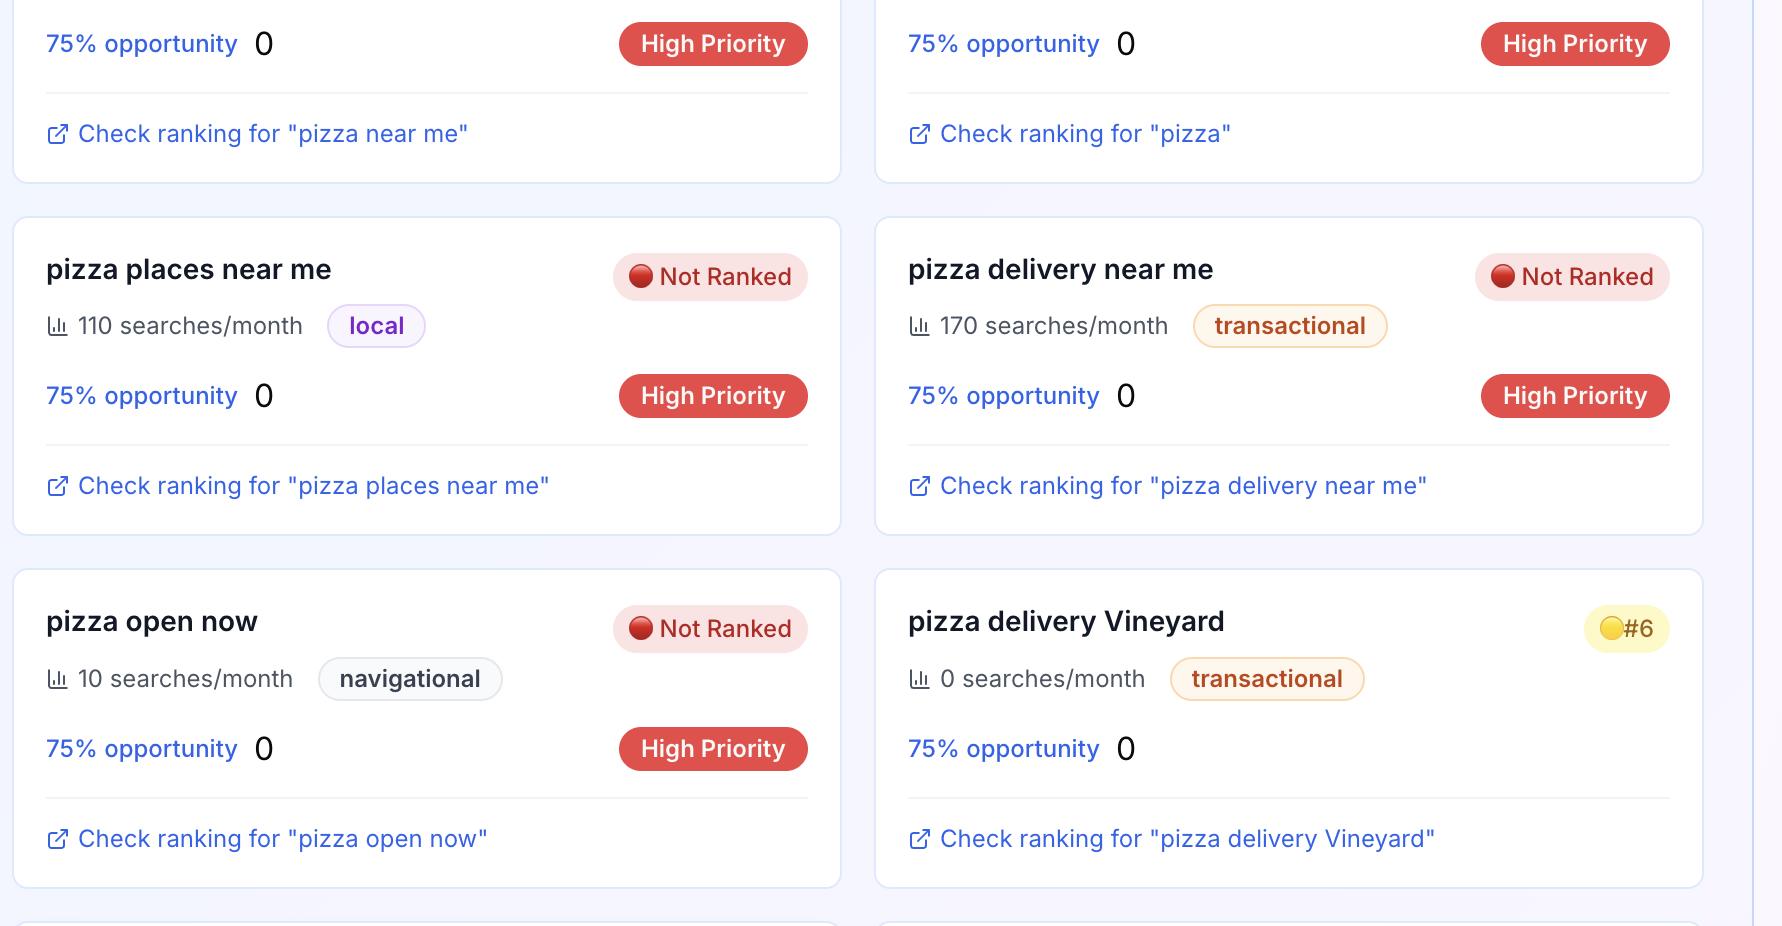 75% opportunity 0 High Priority
Check ranking for "pizza near me"
75% opportunity 0 High Priority
Check ranking for "pizza"
pizza places near me
Not Ranked
110 searches/month local
75% opportunity 0 High Priority
Check ranking for "pizza places near me"
pizza delivery near me
Not Ranked
170 searches/month transactional
75% opportunity 0 High Priority
Check ranking for "pizza delivery near me"
pizza open now
Not Ranked
10 searches/month navigational
75% opportunity 0 High Priority
Check ranking for "pizza open now"
pizza delivery Vineyard
#6
0 searches/month transactional
75% opportunity 0
Check ranking for "pizza delivery Vineyard"